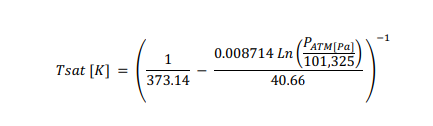 Tsat [K] = (1/373.14 − 0.008714 Ln(P_ATM[Pa]/101,325)/40.66)^−1